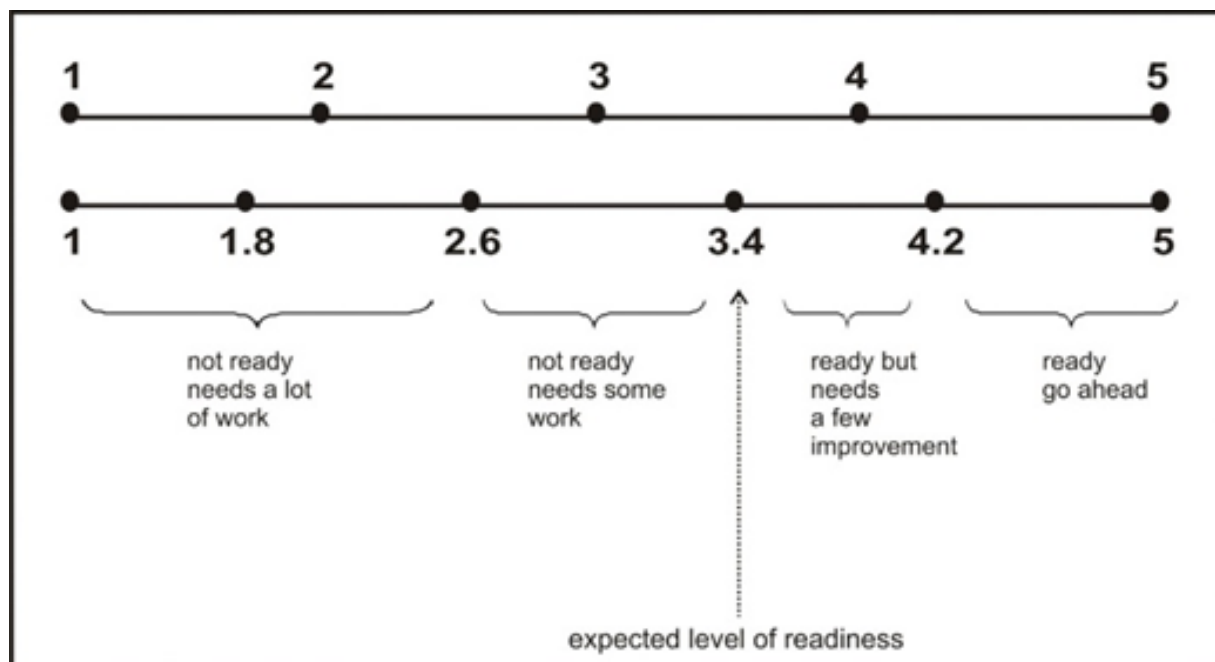 1 2 3 4 5
1 1.8 2.6 3.4 4.2 5
not ready
needs a lot
of work
not ready
needs some
work
ready but
needs
a few
improvement
ready
go ahead
expected level of readiness